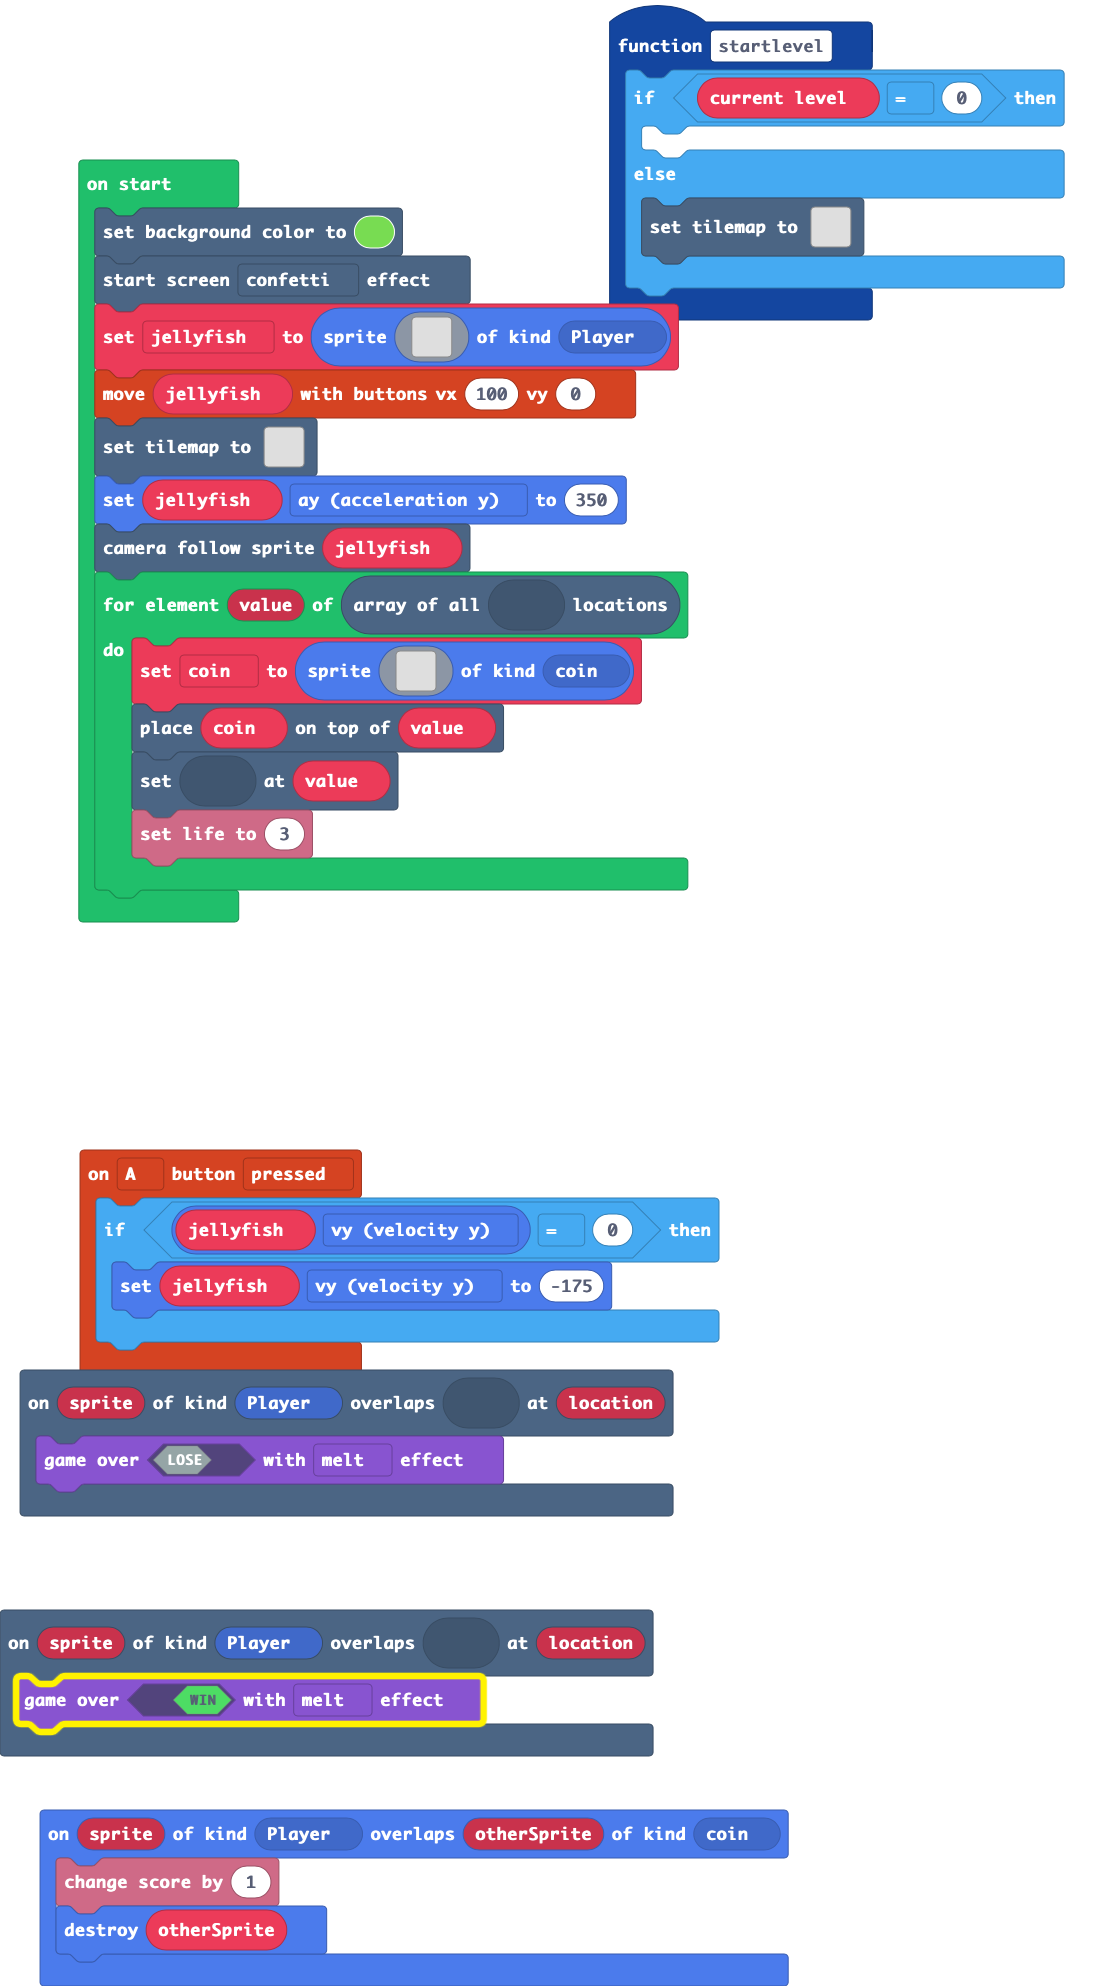 function startlevel
if current level = 0 then
else
set tilemap to
on start
set background color to
start screen confetti effect
set jellyfish to sprite of kind Player
move jellyfish with buttons vx 100 vy 0
set tilemap to
set jellyfish ay (acceleration y) to 350
camera follow sprite jellyfish
for element value of array of all locations
do
set coin to sprite of kind coin
place coin on top of value
set at value
set life to 3
on A button pressed
if jellyfish vy (velocity y) = 0 then
set jellyfish vy (velocity y) to -175
on sprite of kind Player overlaps at location
game over LOSE with melt effect
on sprite of kind Player overlaps at location
game over WIN with melt effect
on sprite of kind Player overlaps otherSprite of kind coin
change score by 1
destroy otherSprite